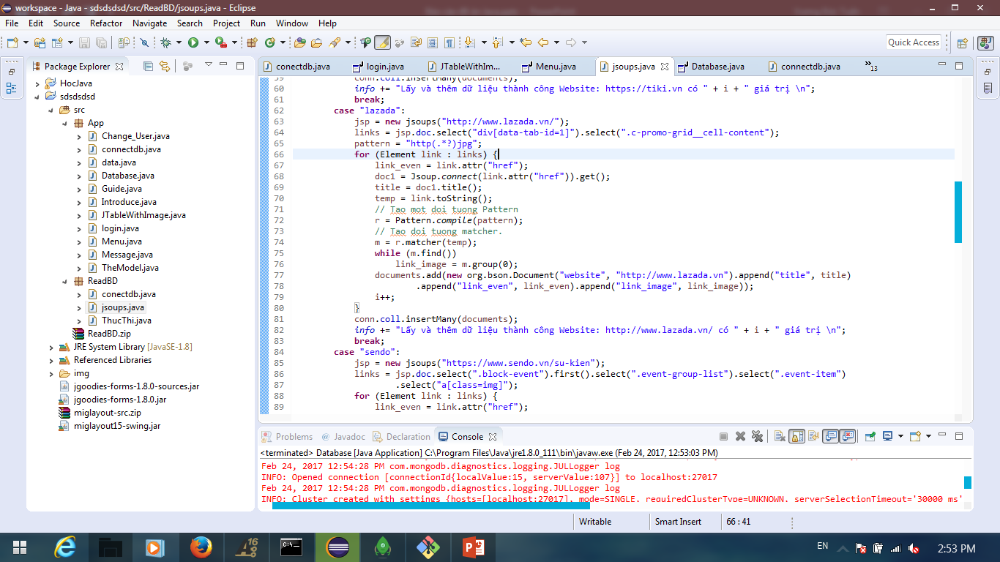 workspace - Java - sdsdsdsd/src/ReadBD/jsoups.java - Eclipse
File Edit Source Refactor Navigate Search Project Run Window Help
Quick Access
Package Explorer
HocJava
sdsdsdsd
src
App
Change_User.java
connectdb.java
data.java
Database.java
Guide.java
Introduce.java
JTableWithImage.java
login.java
Menu.java
Message.java
TheModel.java
ReadBD
conectdb.java
jsoups.java
ThucThi.java
ReadBD.zip
JRE System Library [JavaSE-1.8]
Referenced Libraries
img
jgoodies-forms-1.8.0-sources.jar
jgoodies-forms-1.8.0.jar
miglayout-src.zip
miglayout15-swing.jar
conectdb.java login.java JTableWithIm... Menu.java jsoups.java Database.java connectdb.java »13
59 conn.coll.insertMany(documents);
60 info += "Lấy và thêm dữ liệu thành công Website: https://tiki.vn có " + i + " giá trị \n";
61 break;
62 case "lazada":
63 jsp = new jsoups("http://www.lazada.vn/");
64 links = jsp.doc.select("div[data-tab-id=1]").select(".c-promo-grid__cell-content");
65 pattern = "http(.*?)jpg";
66 for (Element link : links) {
67 link_even = link.attr("href");
68 doc1 = Jsoup.connect(link.attr("href")).get();
69 title = doc1.title();
70 temp = link.toString();
71 // Tao mot doi tuong Pattern
72 r = Pattern.compile(pattern);
73 // Tao doi tuong matcher.
74 m = r.matcher(temp);
75 while (m.find())
76 link_image = m.group(0);
77 documents.add(new org.bson.Document("website", "http://www.lazada.vn").append("title", title)
78 .append("link_even", link_even).append("link_image", link_image));
79 i++;
80 }
81 conn.coll.insertMany(documents);
82 info += "Lấy và thêm dữ liệu thành công Website: http://www.lazada.vn/ có " + i + " giá trị \n";
83 break;
84 case "sendo":
85 jsp = new jsoups("https://www.sendo.vn/su-kien");
86 links = jsp.doc.select(".block-event").first().select(".event-group-list").select(".event-item")
87 .select("a[class=img]");
88 for (Element link : links) {
89 link_even = link.attr("href");
Problems @ Javadoc Declaration Console
<terminated> Database [Java Application] C:\Program Files\Java\jre1.8.0_111\bin\javaw.exe (Feb 24, 2017, 12:53:03 PM)
Feb 24, 2017 12:54:28 PM com.mongodb.diagnostics.logging.JULLogger log
INFO: Opened connection [connectionId{localValue:15, serverValue:107}] to localhost:27017
Feb 24, 2017 12:54:28 PM com.mongodb.diagnostics.logging.JULLogger log
INFO: Cluster created with settings {hosts=[localhost:27017], mode=SINGLE, requiredClusterType=UNKNOWN, serverSelectionTimeout='30000 ms'
Writable Smart Insert 66 : 41
EN 2:53 PM